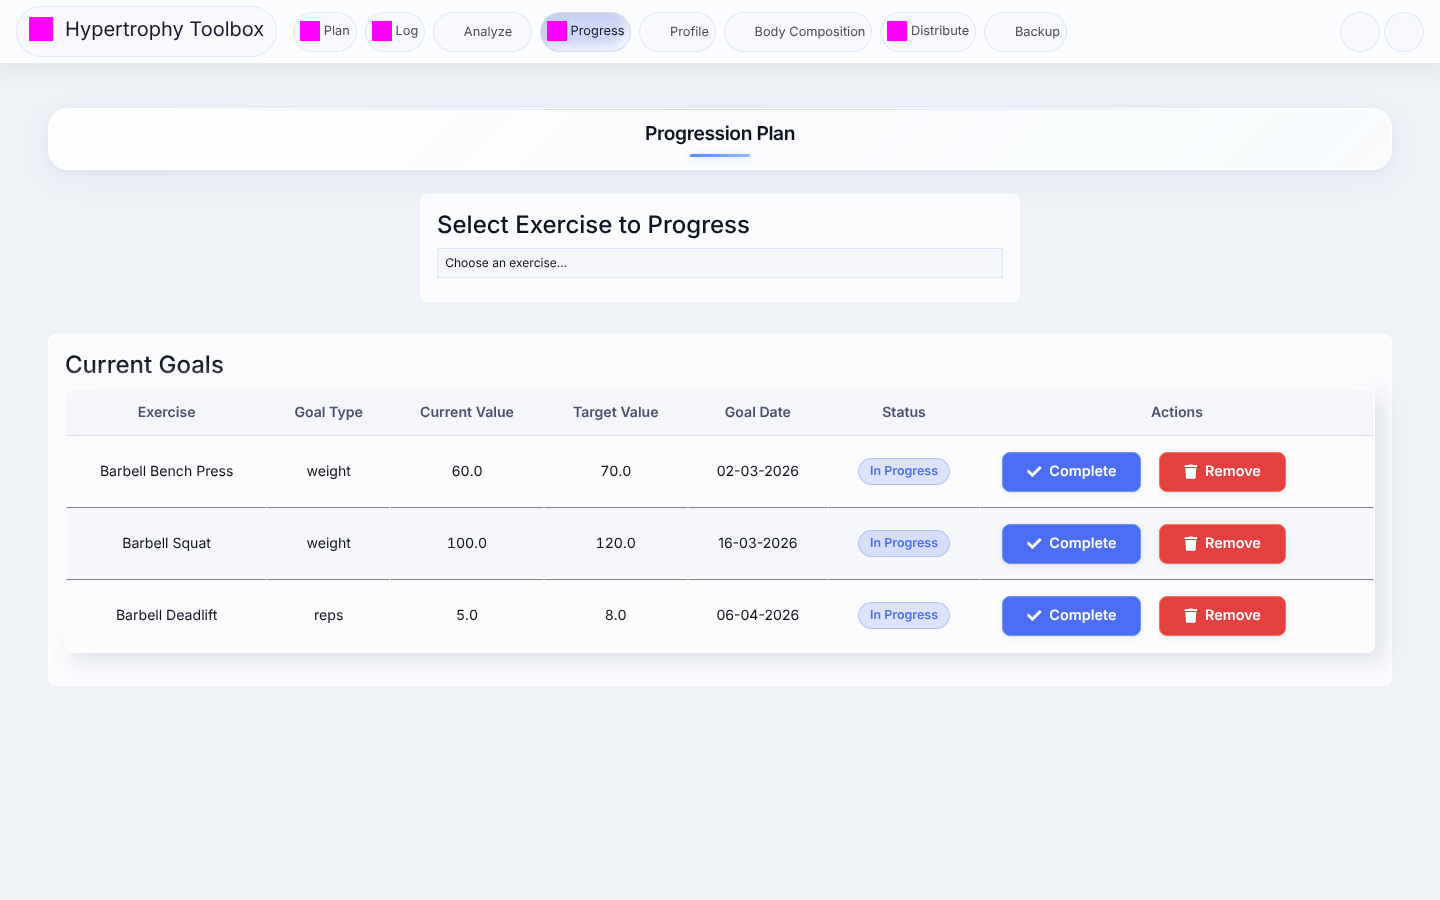 Hypertrophy Toolbox Plan Log Analyze Progress Profile Body Composition Distribute Backup
Progression Plan
Select Exercise to Progress
Choose an exercise...
Current Goals
Exercise Goal Type Current Value Target Value Goal Date Status Actions
Barbell Bench Press weight 60.0 70.0 02-03-2026 In Progress Complete Remove
Barbell Squat weight 100.0 120.0 16-03-2026 In Progress Complete Remove
Barbell Deadlift reps 5.0 8.0 06-04-2026 In Progress Complete Remove